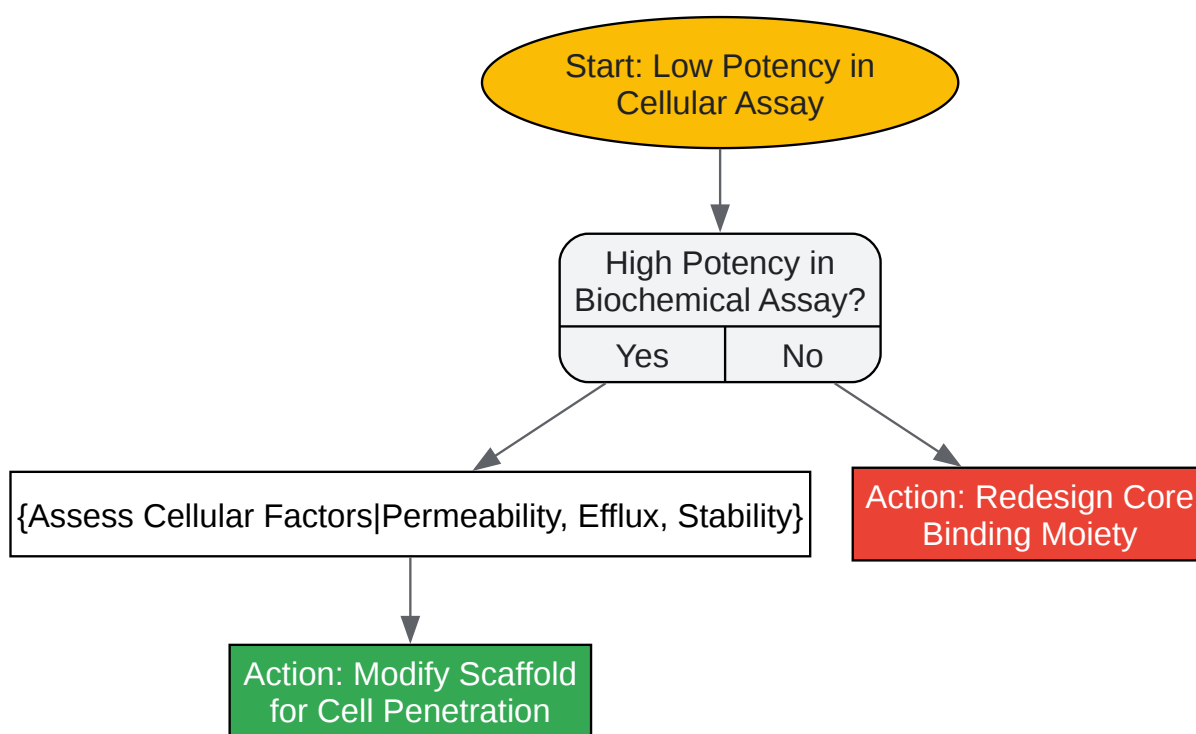 Start: Low Potency in
Cellular Assay
High Potency in
Biochemical Assay?
Yes
No
{Assess Cellular Factors|Permeability, Efflux, Stability}
Action: Redesign Core
Binding Moiety
Action: Modify Scaffold
for Cell Penetration